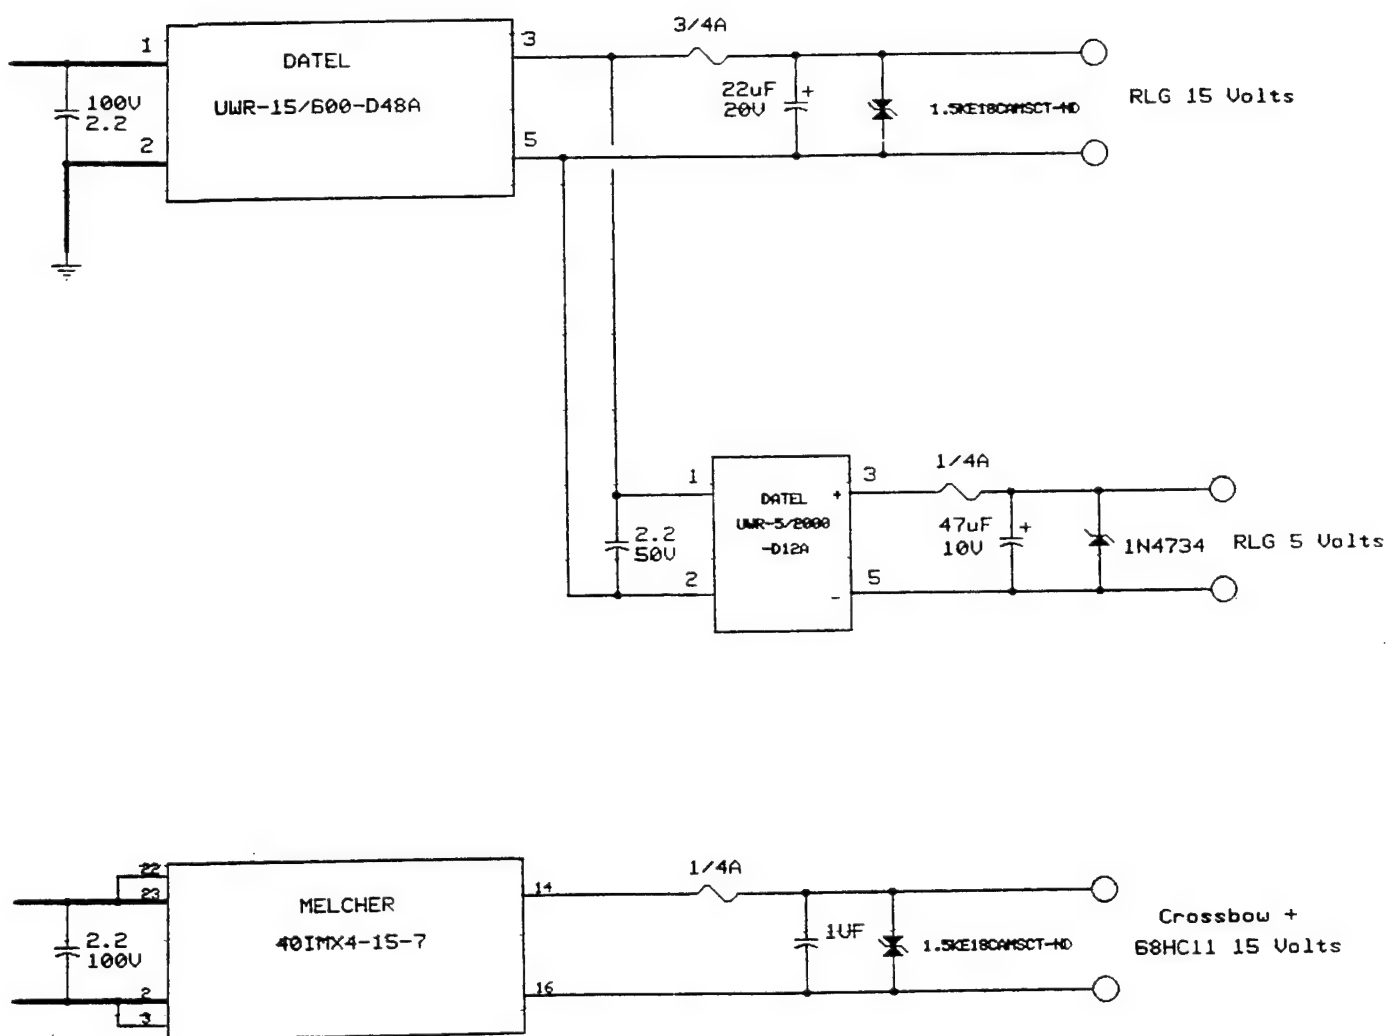 3/4A
1
3
DATEL
UWR-15/600-D48A
100V
2.2
22uF +
20V
1.5KE18CAMSCT-ND
RLG 15 Volts
2
5
1/4A
1
3
DATEL +
UWR-5/2000
-D12A
2.2
50V
47uF +
10V
1N4734
RLG 5 Volts
2
5
-
22
23
14
1/4A
MELCHER
40IMX4-15-7
2.2
100V
1UF
1.5KE18CAMSCT-ND
Crossbow +
68HC11 15 Volts
2
3
16